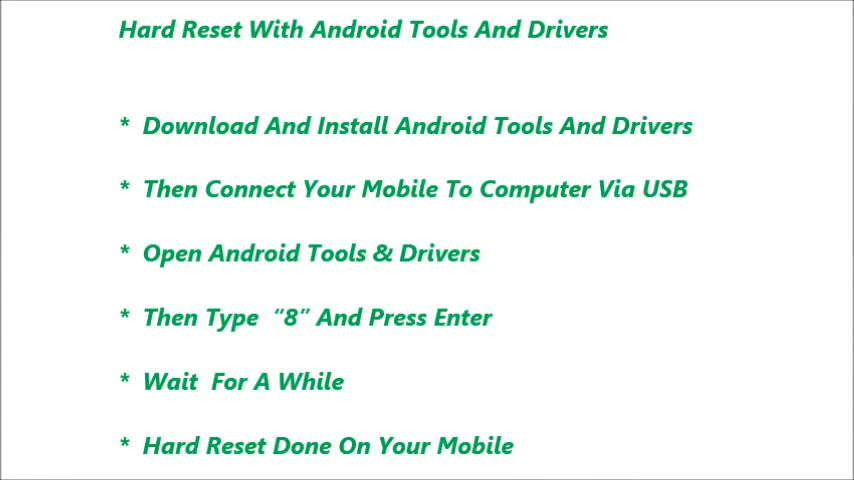 Hard Reset With Android Tools And Drivers
* Download And Install Android Tools And Drivers
* Then Connect Your Mobile To Computer Via USB
* Open Android Tools & Drivers
* Then Type “8” And Press Enter
* Wait For A While
* Hard Reset Done On Your Mobile